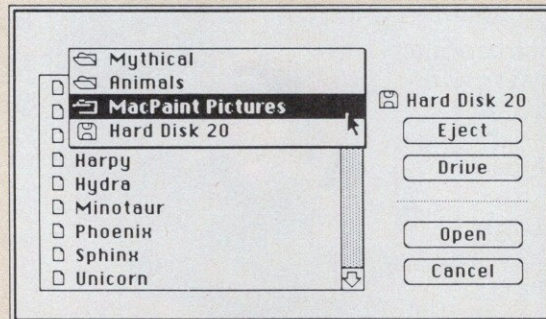 Mythical
Animals
MacPaint Pictures
Hard Disk 20
Harpy
Hydra
Minotaur
Phoenix
Sphinx
Unicorn
Hard Disk 20
Eject
Drive
Open
Cancel